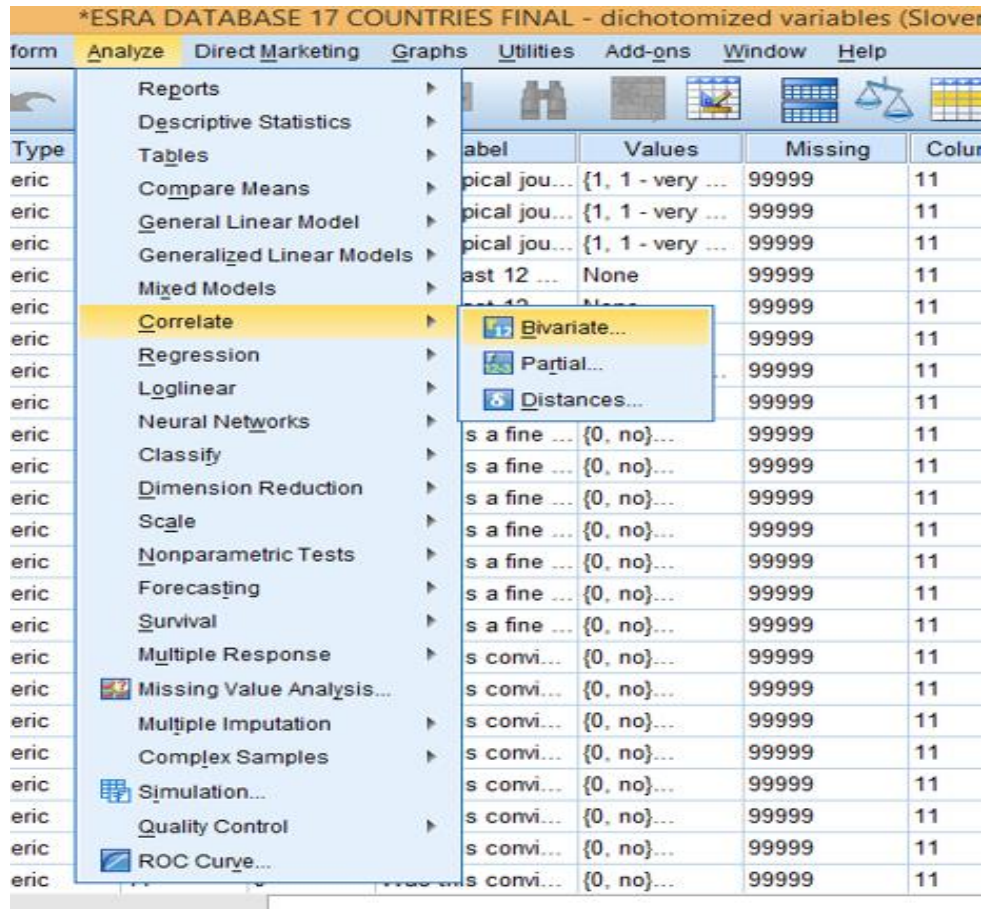 *ESRA DATABASE 17 COUNTRIES FINAL - dichotomized variables (Slover
form Analyze Direct Marketing Graphs Utilities Add-ons Window Help
Type abel Values Missing Colur
Reports
Descriptive Statistics
Tables
Compare Means
General Linear Model
Generalized Linear Models
Mixed Models
Correlate
Regression
Loglinear
Neural Networks
Classify
Dimension Reduction
Scale
Nonparametric Tests
Forecasting
Survival
Multiple Response
Missing Value Analysis...
Multiple Imputation
Complex Samples
Simulation...
Quality Control
ROC Curve...
Bivariate...
Partial...
Distances...
eric pical jou... {1, 1 - very ... 99999 11
eric pical jou... {1, 1 - very ... 99999 11
eric pical jou... {1, 1 - very ... 99999 11
eric ast 12 ... None 99999 11
eric 99999 11
eric 99999 11
eric 99999 11
eric 99999 11
eric s a fine ... {0, no}... 99999 11
eric s a fine ... {0, no}... 99999 11
eric s a fine ... {0, no}... 99999 11
eric s a fine ... {0, no}... 99999 11
eric s a fine ... {0, no}... 99999 11
eric s a fine ... {0, no}... 99999 11
eric s a fine ... {0, no}... 99999 11
eric s convi... {0, no}... 99999 11
eric s convi... {0, no}... 99999 11
eric s convi... {0, no}... 99999 11
eric s convi... {0, no}... 99999 11
eric s convi... {0, no}... 99999 11
eric s convi... {0, no}... 99999 11
eric s convi... {0, no}... 99999 11
eric s convi... {0, no}... 99999 11